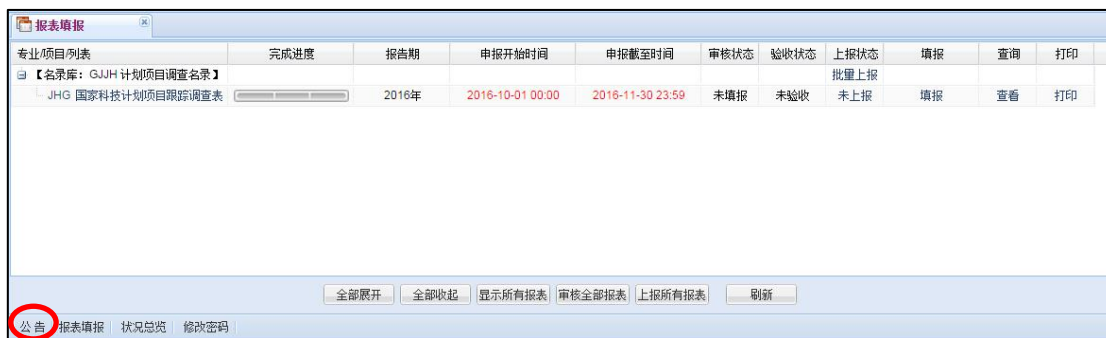 报表填报
专业/项目/列表 完成进度 报告期 申报开始时间 申报截至时间 审核状态 验收状态 上报状态 填报 查询 打印
【名录库：GJJH 计划项目调查名录】 批量上报
JHG 国家科技计划项目跟踪调查表 2016年 2016-10-01 00:00 2016-11-30 23:59 未填报 未验收 未上报 填报 查看 打印
全部展开 全部收起 显示所有报表 审核全部报表 上报所有报表 刷新
公告 报表填报 状况总览 修改密码